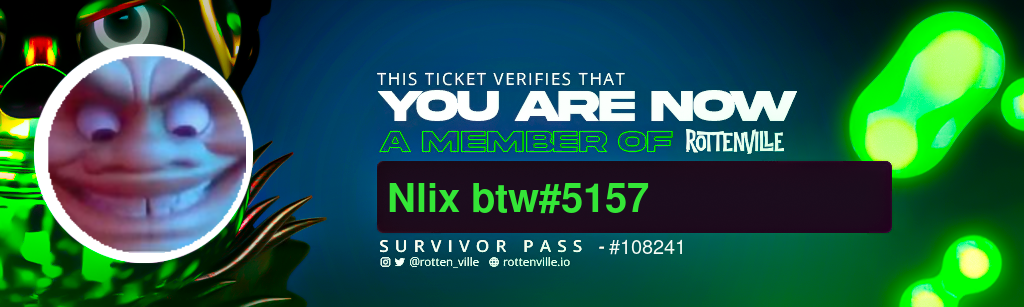 THIS TICKET VERIFIES THAT
YOU ARE NOW
A MEMBER OF ROTTENVILLE
Nlix btw#5157
SURVIVOR PASS - #108241
@rotten_ville rottenville.io